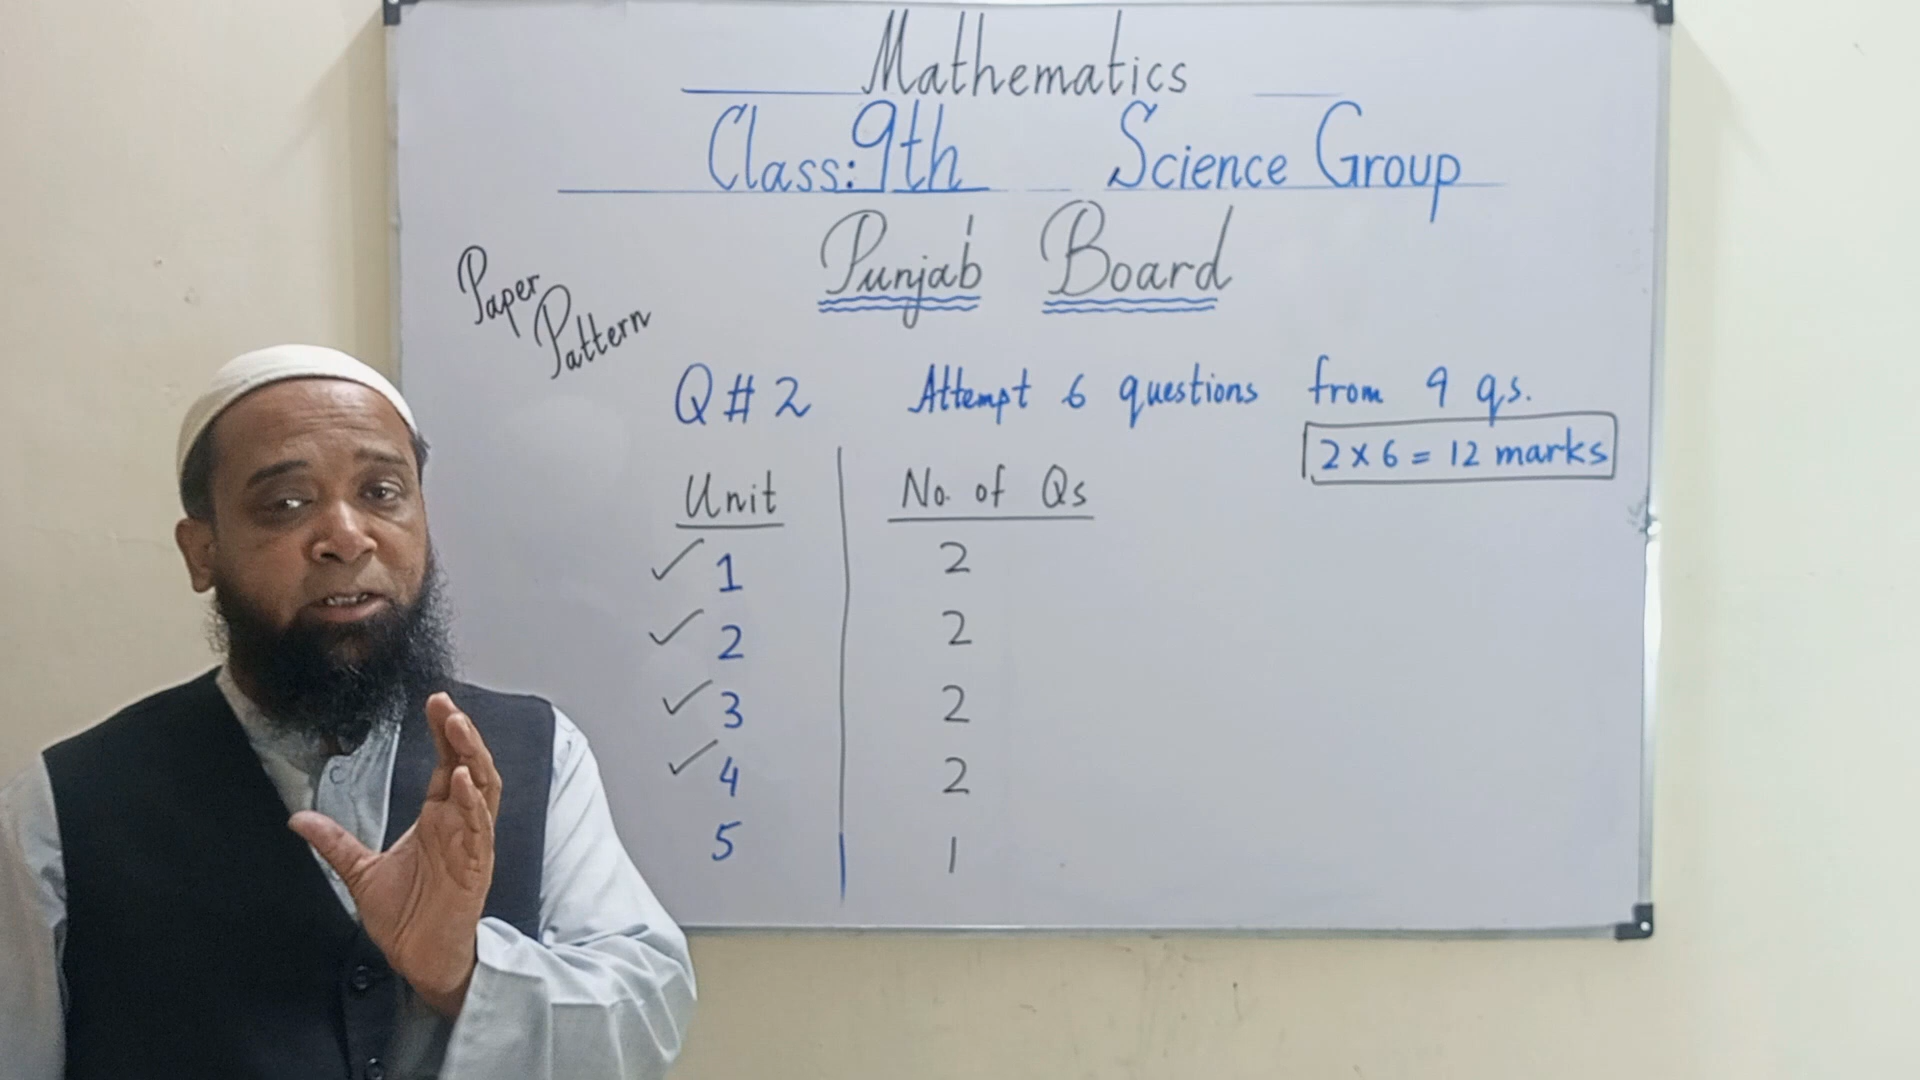 Mathematics
Class: 9th Science Group
Punjab Board
Paper
Pattern
Q # 2 Attempt 6 questions from 9 qs.
2 × 6 = 12 marks
Unit No. of Qs
✓ 1 2
✓ 2 2
✓ 3 2
✓ 4 2
5 1